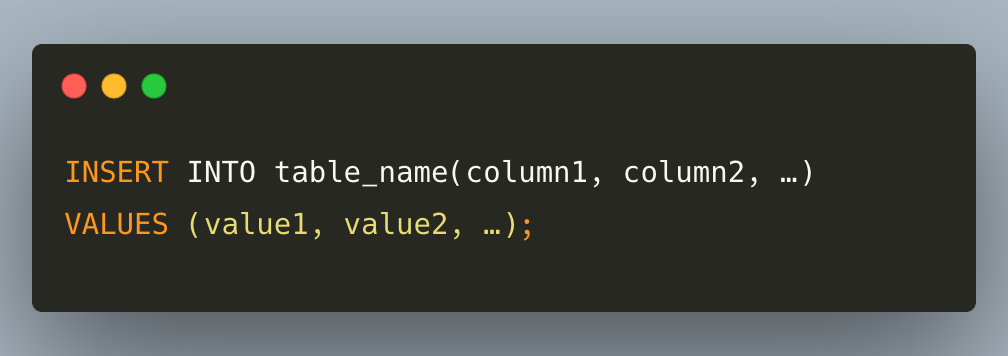 INSERT INTO table_name(column1, column2, …)
VALUES (value1, value2, …);